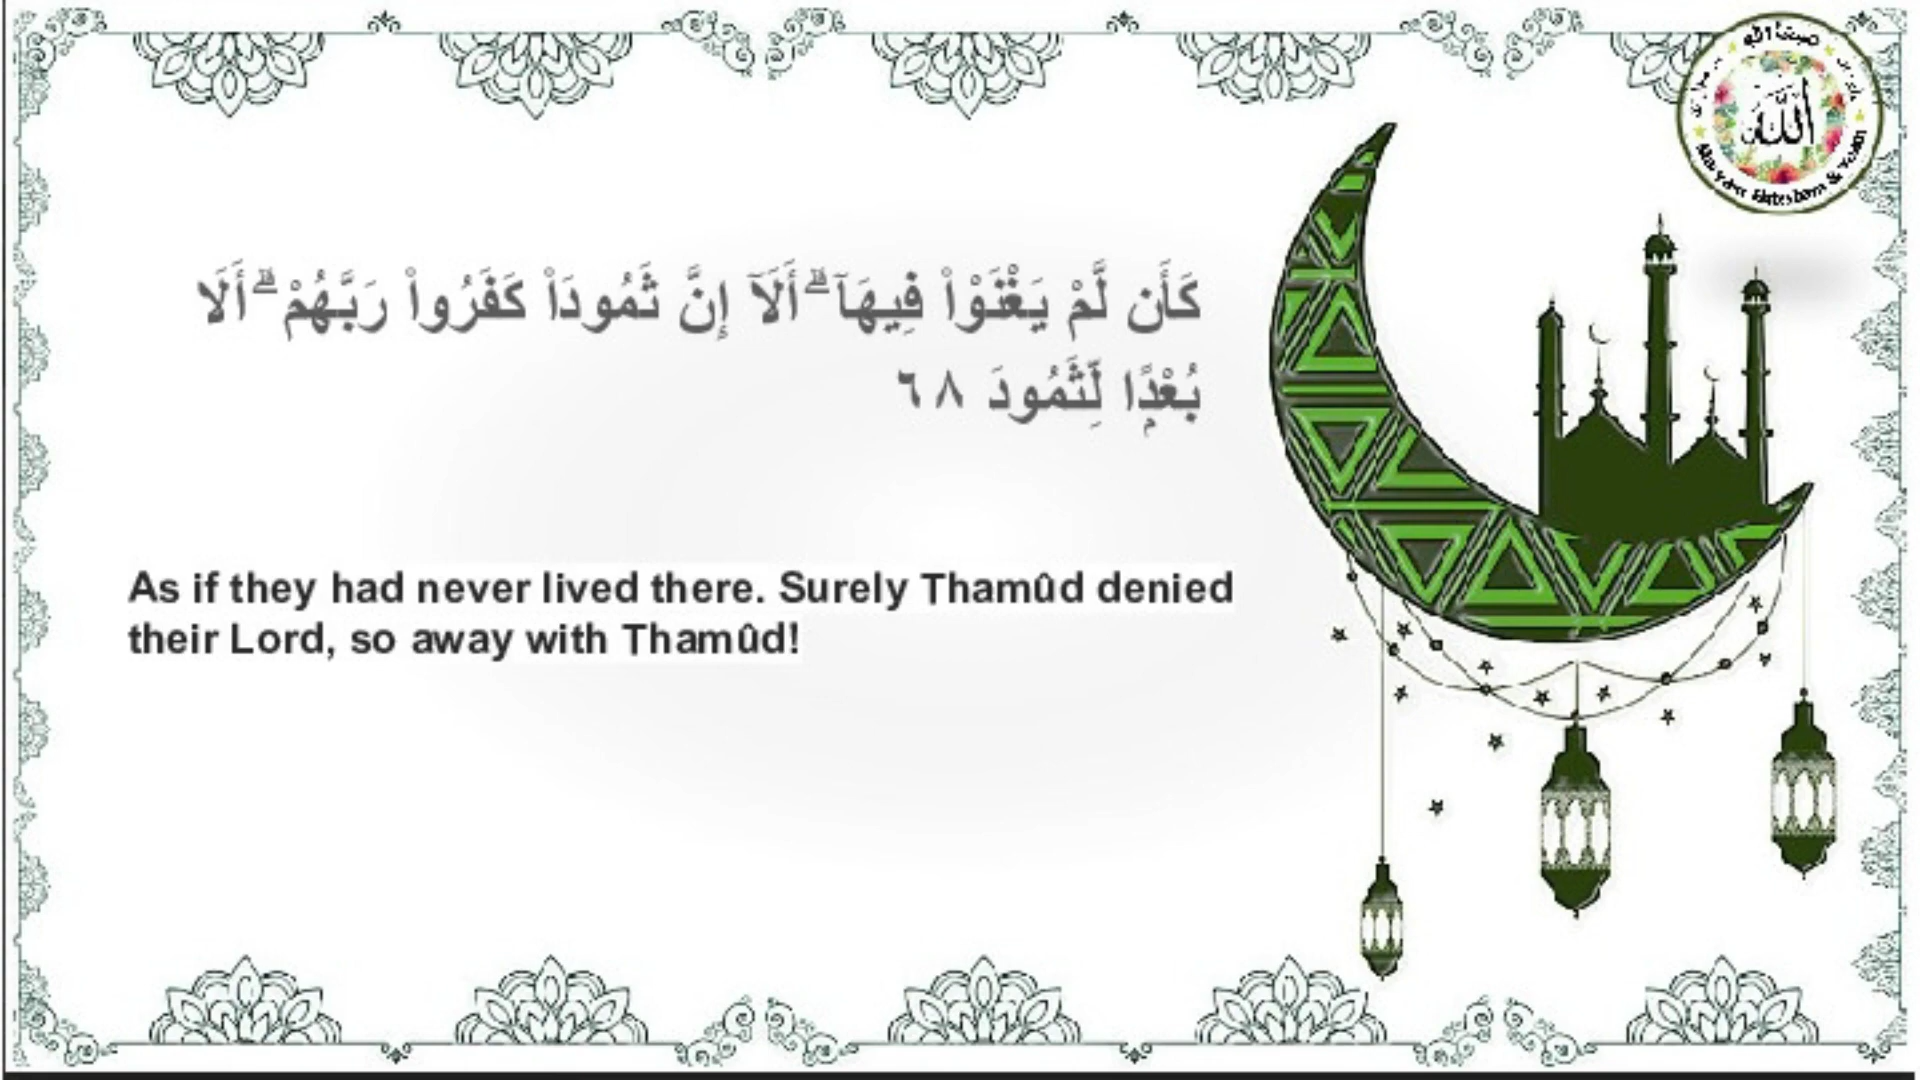 كَأَن لَّمْ يَغْنَوْاْ فِيهَآۗ أَلَآ إِنَّ ثَمُودَاْ كَفَرُواْ رَبَّهُمْۗ أَلَا
بُعْدٗا لِّثَمُودَ ٦٨
As if they had never lived there. Surely Thamûd denied
their Lord, so away with Thamûd!
الله